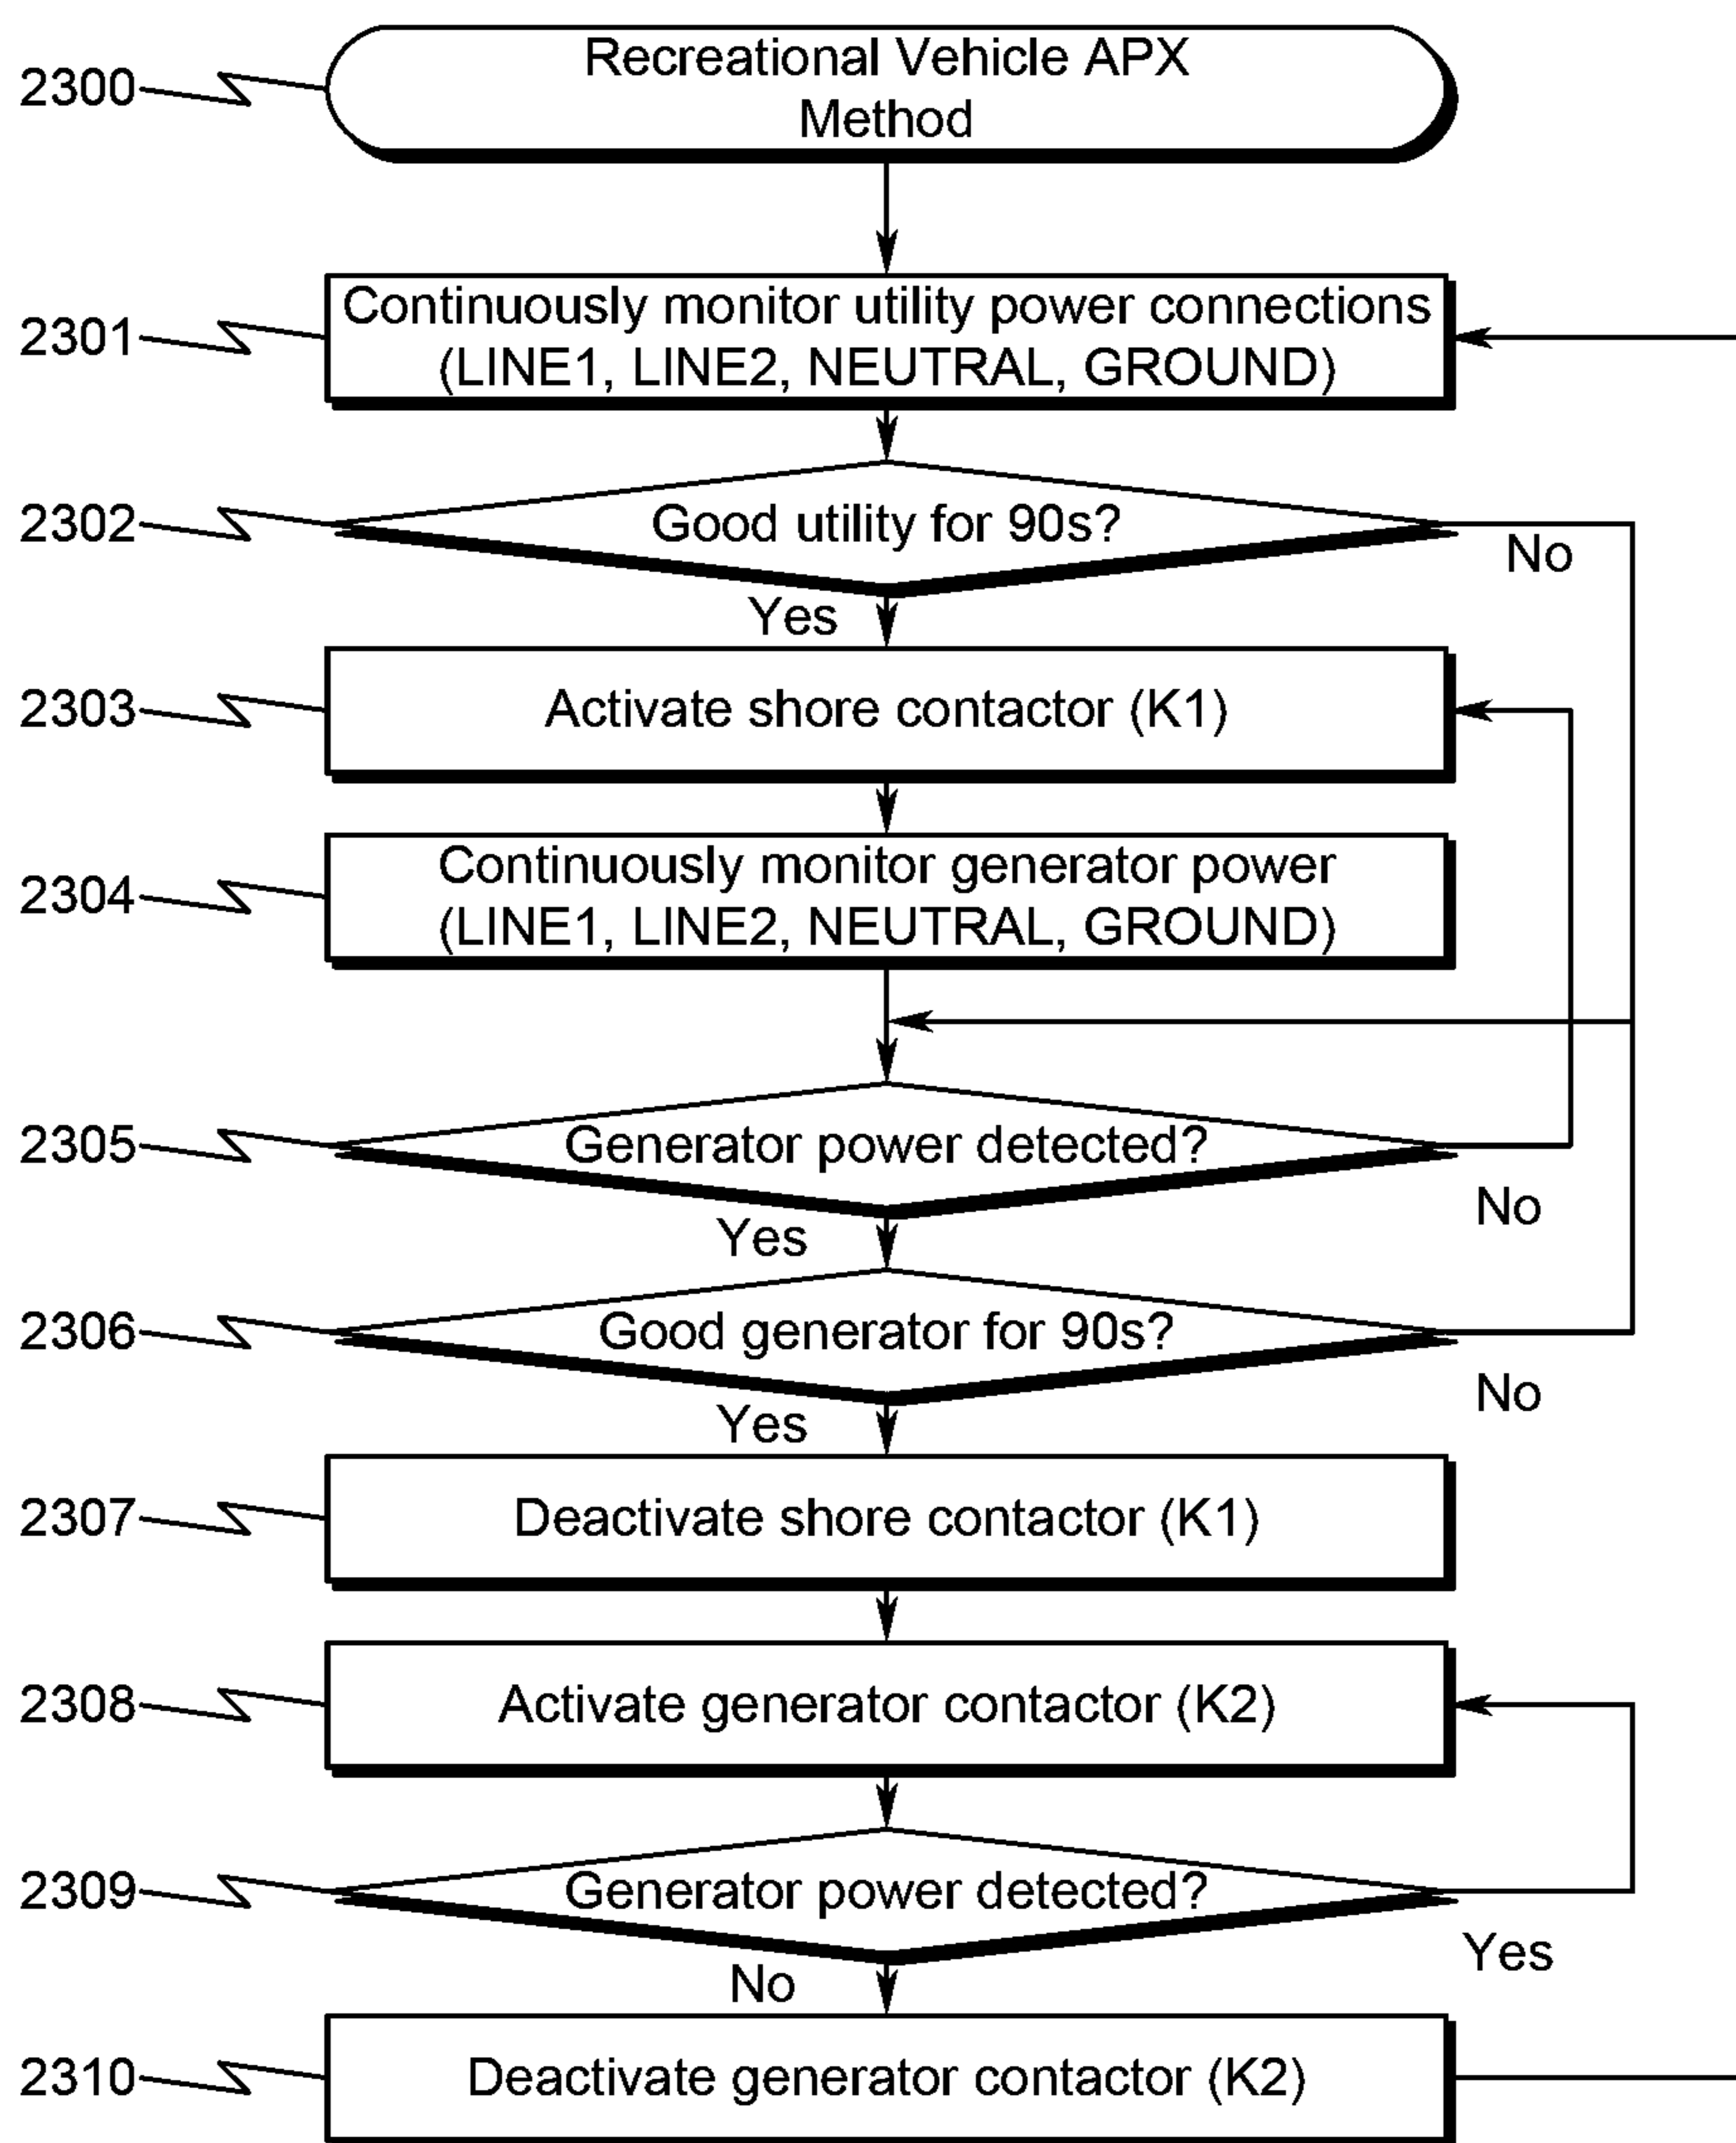 2300
Recreational Vehicle APX
Method
2301
Continuously monitor utility power connections
(LINE1, LINE2, NEUTRAL, GROUND)
2302
Good utility for 90s?
No
Yes
2303
Activate shore contactor (K1)
2304
Continuously monitor generator power
(LINE1, LINE2, NEUTRAL, GROUND)
2305
Generator power detected?
No
Yes
2306
Good generator for 90s?
No
Yes
2307
Deactivate shore contactor (K1)
2308
Activate generator contactor (K2)
2309
Generator power detected?
Yes
No
2310
Deactivate generator contactor (K2)